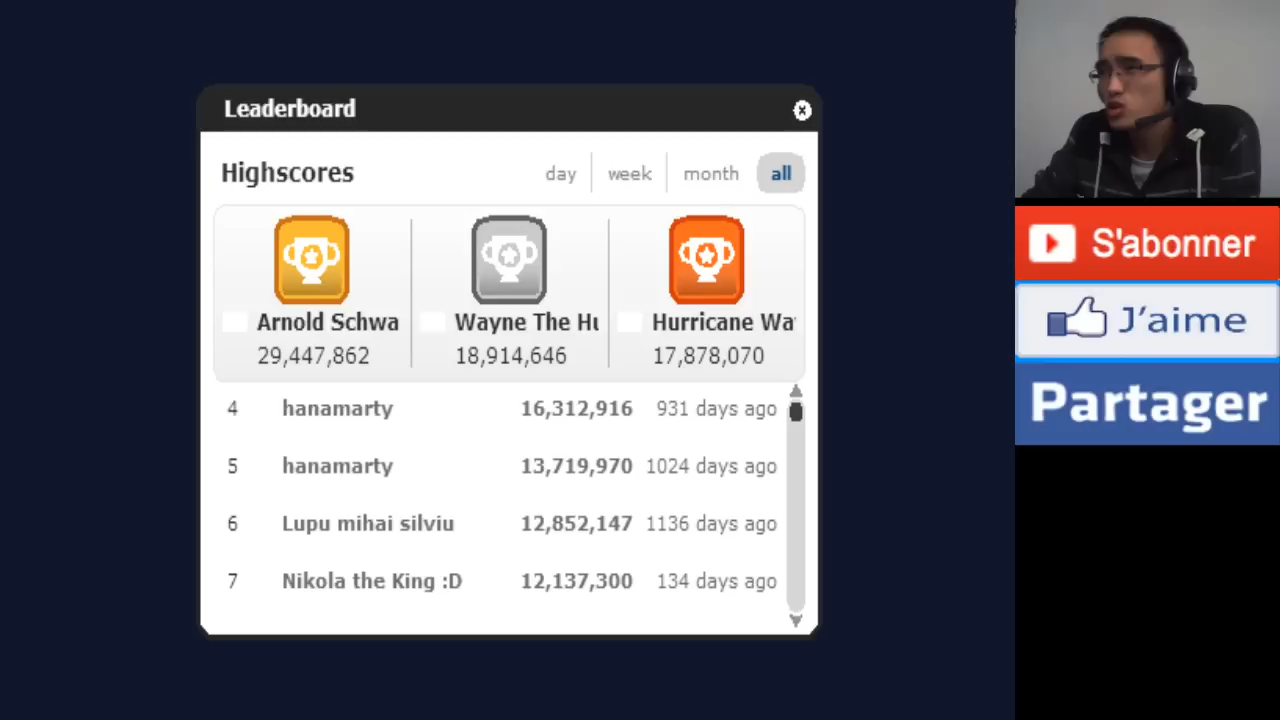 Leaderboard
Highscores day week month all
Arnold Schwa Wayne The Hu Hurricane Wa
29,447,862 18,914,646 17,878,070
4 hanamarty 16,312,916 931 days ago
5 hanamarty 13,719,970 1024 days ago
6 Lupu mihai silviu 12,852,147 1136 days ago
7 Nikola the King :D 12,137,300 134 days ago
S'abonner
J'aime
Partager